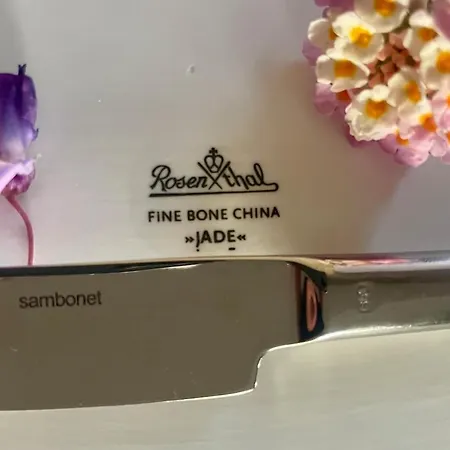 Rosenthal
FINE BONE CHINA
»JADE«
sambonet